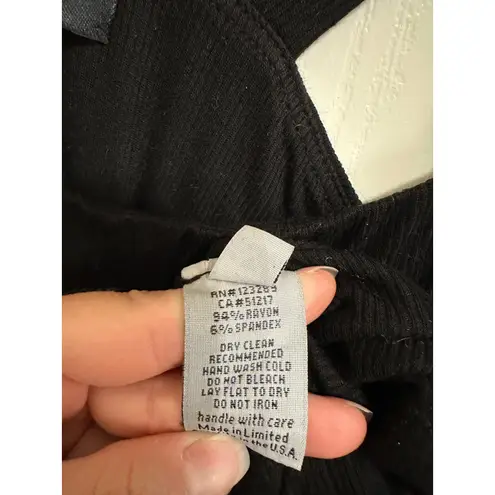 RN#123289
CA#51217
94% RAYON
6% SPANDEX
DRY CLEAN
RECOMMENDED
HAND WASH COLD
DO NOT BLEACH
LAY FLAT TO DRY
DO NOT IRON
handle with care
Made in Limited
in the U.S.A.